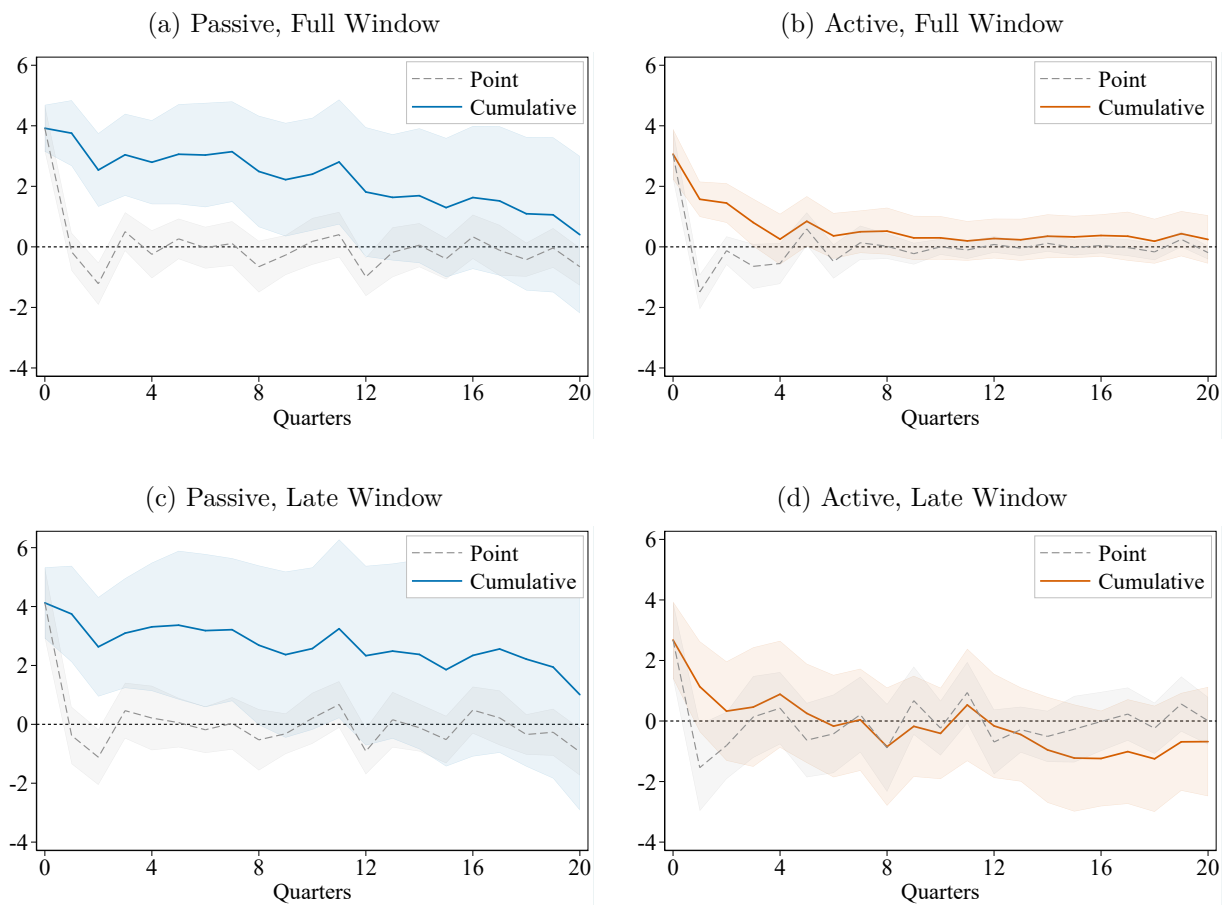 (a) Passive, Full Window
6
4
2
0
-2
-4
Point
Cumulative
0 4 8 12 16 20
Quarters
(b) Active, Full Window
6
4
2
0
-2
-4
Point
Cumulative
0 4 8 12 16 20
Quarters
(c) Passive, Late Window
6
4
2
0
-2
-4
Point
Cumulative
0 4 8 12 16 20
Quarters
(d) Active, Late Window
6
4
2
0
-2
-4
Point
Cumulative
0 4 8 12 16 20
Quarters